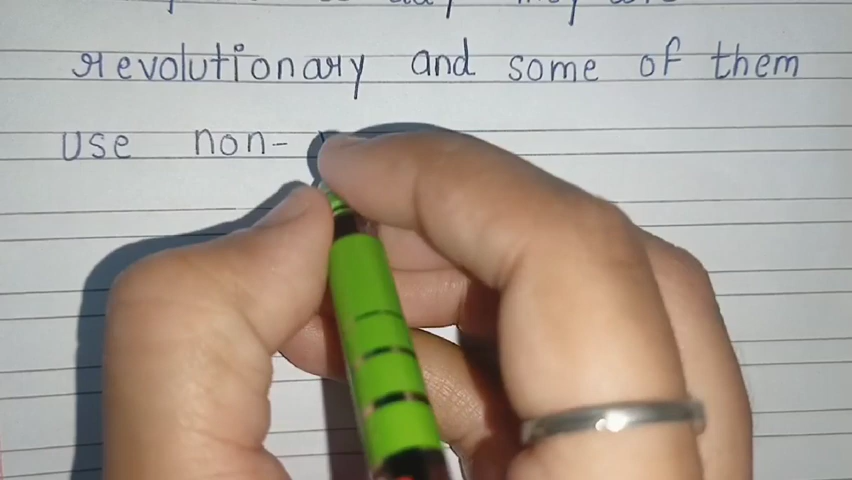 revolutionary and some of them
use non-